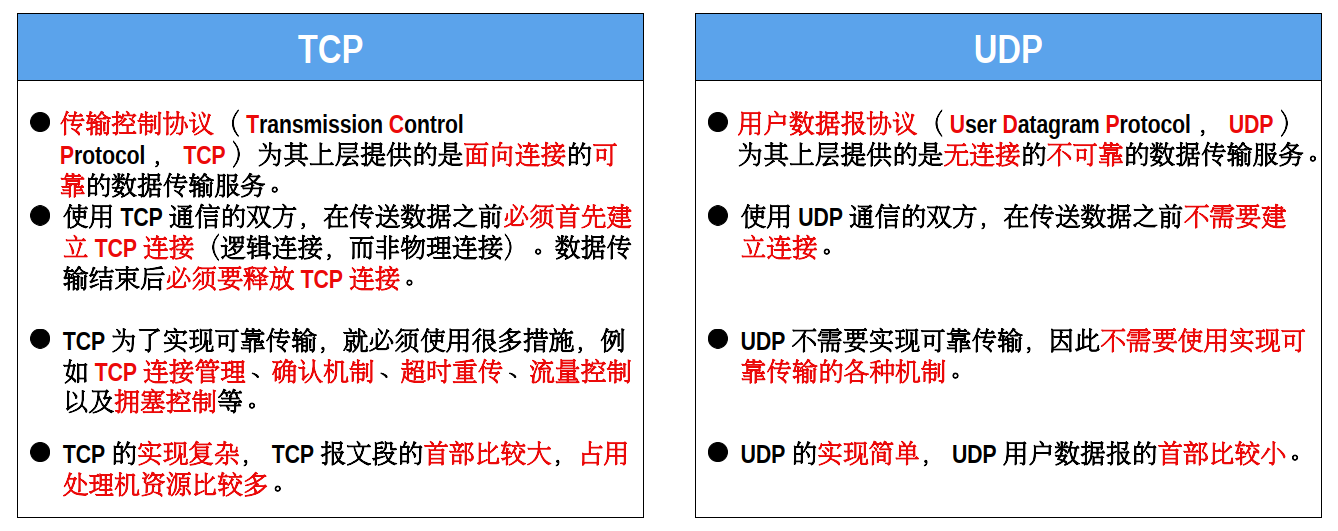 TCP
● 传输控制协议（Transmission Control
Protocol，TCP）为其上层提供的是面向连接的可
靠的数据传输服务。
● 使用 TCP 通信的双方，在传送数据之前必须首先建
立 TCP 连接（逻辑连接，而非物理连接）。数据传
输结束后必须要释放 TCP 连接。
● TCP 为了实现可靠传输，就必须使用很多措施，例
如 TCP 连接管理、确认机制、超时重传、流量控制
以及拥塞控制等。
● TCP 的实现复杂，TCP 报文段的首部比较大，占用
处理机资源比较多。
UDP
● 用户数据报协议（User Datagram Protocol，UDP）
为其上层提供的是无连接的不可靠的数据传输服务。
● 使用 UDP 通信的双方，在传送数据之前不需要建
立连接。
● UDP 不需要实现可靠传输，因此不需要使用实现可
靠传输的各种机制。
● UDP 的实现简单，UDP 用户数据报的首部比较小。